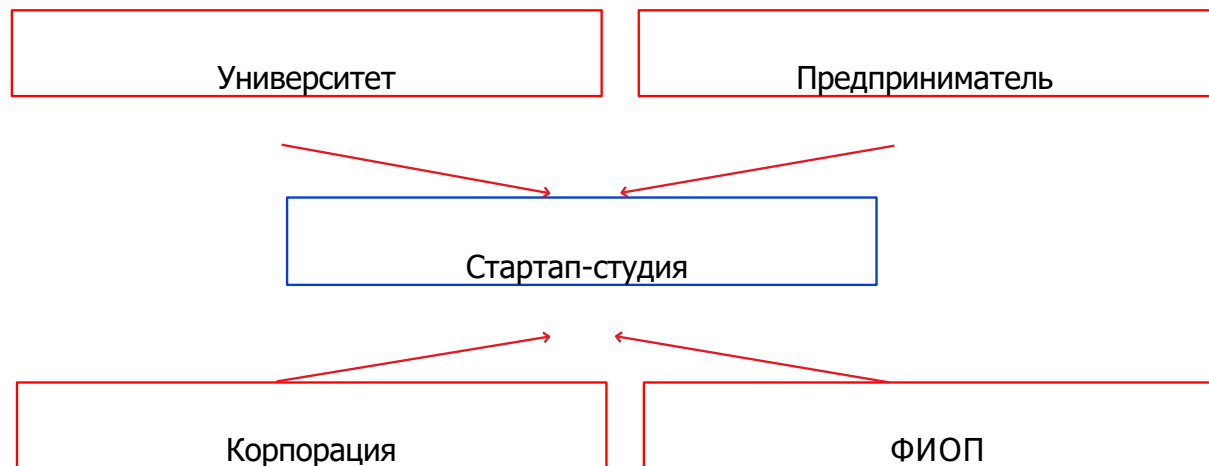 Университет
Предприниматель
Стартап-студия
Корпорация
ФИОП